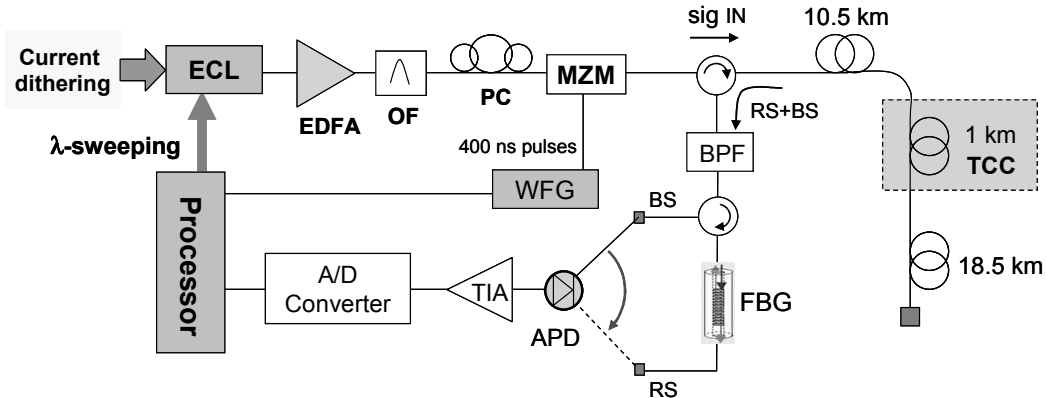 sig IN
10.5 km
Current
dithering
ECL
EDFA
OF
PC
MZM
RS+BS
λ-sweeping
400 ns pulses
BPF
1 km
TCC
WFG
BS
Processor
A/D
Converter
TIA
APD
FBG
18.5 km
RS